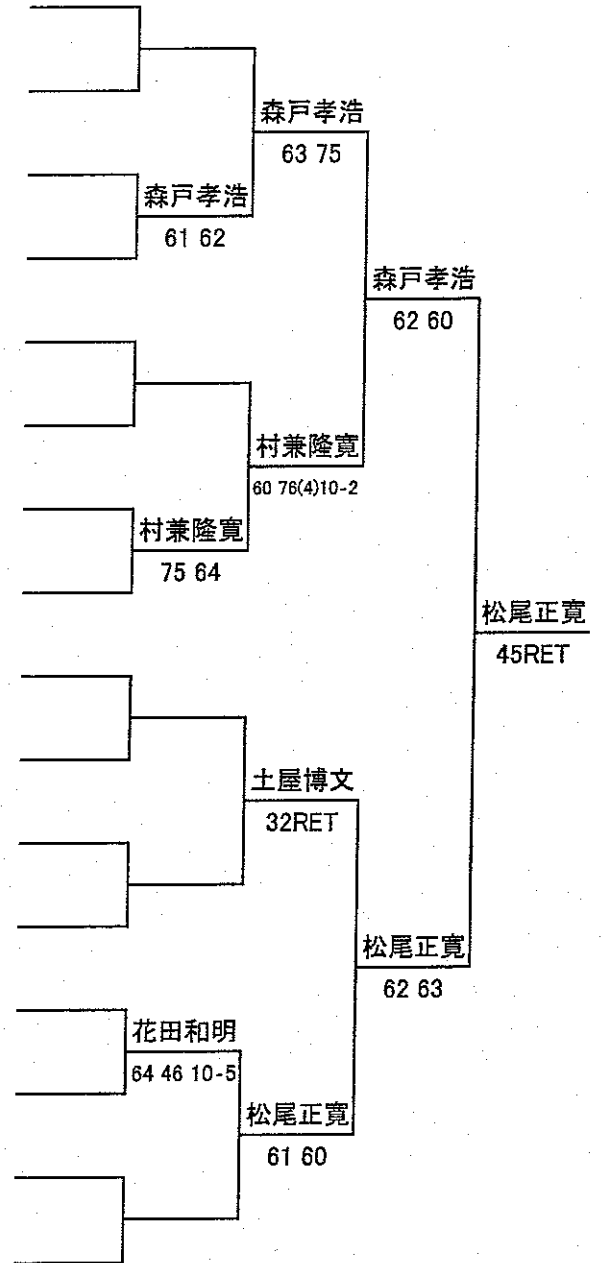 森戸孝浩
63 75
森戸孝浩
61 62
森戸孝浩
62 60
村兼隆寛
60 76(4)10-2
村兼隆寛
75 64
松尾正寛
45RET
土屋博文
32RET
松尾正寛
62 63
花田和明
64 46 10-5
松尾正寛
61 60